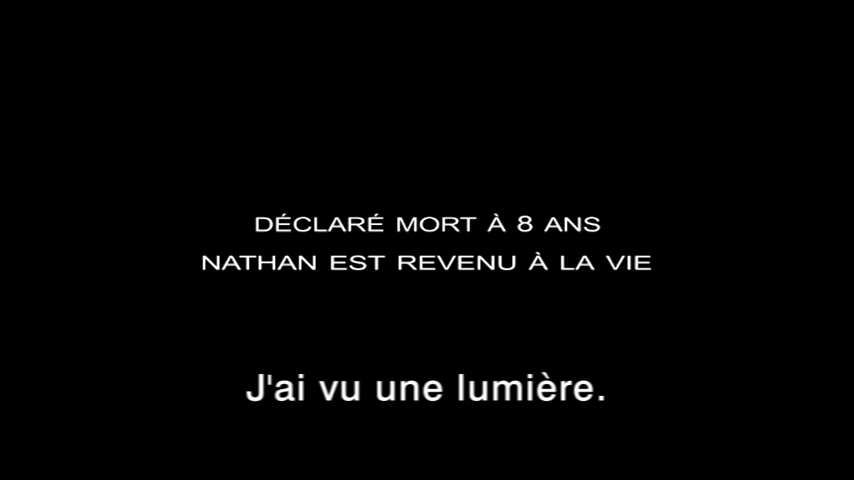 DÉCLARÉ MORT À 8 ANS
NATHAN EST REVENU À LA VIE
J'ai vu une lumière.